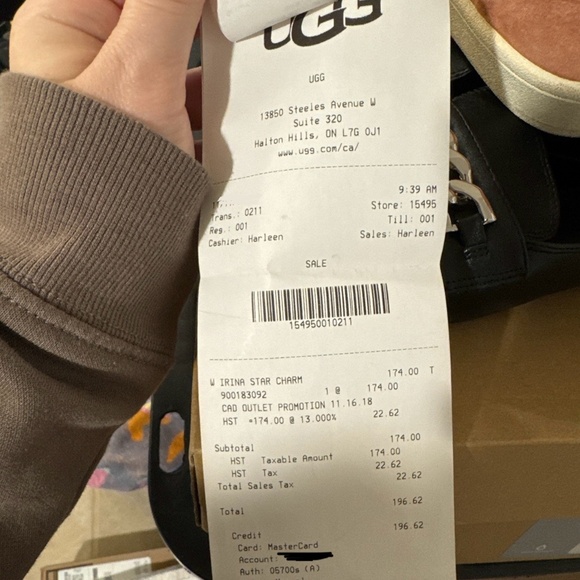 UGG
UGG
13850 Steeles Avenue W
Suite 320
Halton Hills, ON L7G 0J1
www.ugg.com/ca/
9:39 AM
Trans.: 0211 Store: 15495
Reg.: 001 Till: 001
Cashier: Harleen Sales: Harleen
SALE
154950010211
W IRINA STAR CHARM 174.00 T
900183092 1 @ 174.00
CAD OUTLET PROMOTION 11.16.18
HST =174.00 @ 13.000% 22.62
Subtotal 174.00
HST Taxable Amount 174.00
HST Tax 22.62
Total Sales Tax 22.62
Total 196.62
Credit 196.62
Card: MasterCard
Account:
Auth: 05700s (A)